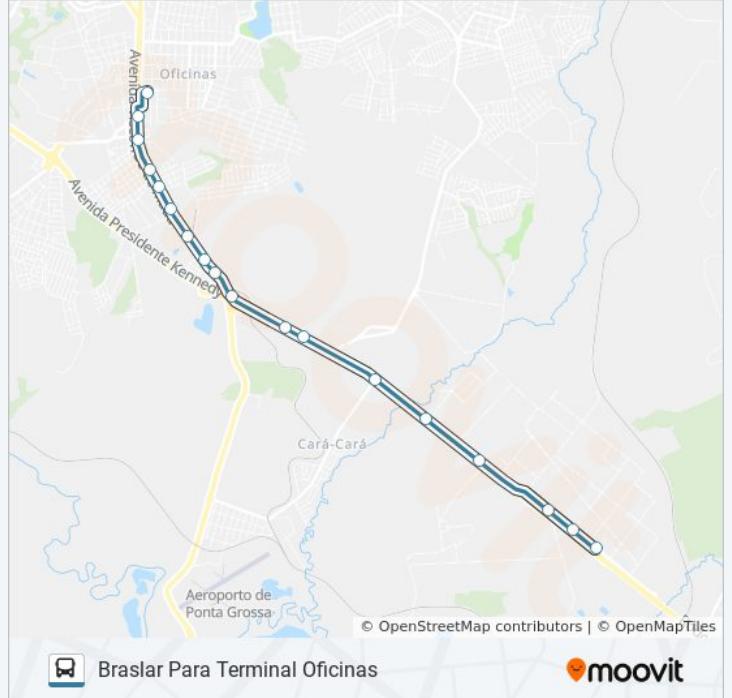 Oficinas
Avenida
Avenida Presidente Kennedy
Cará-Cará
Aeroporto de
Ponta Grossa
© OpenStreetMap contributors | © OpenMapTiles
Braslar Para Terminal Oficinas
moovit